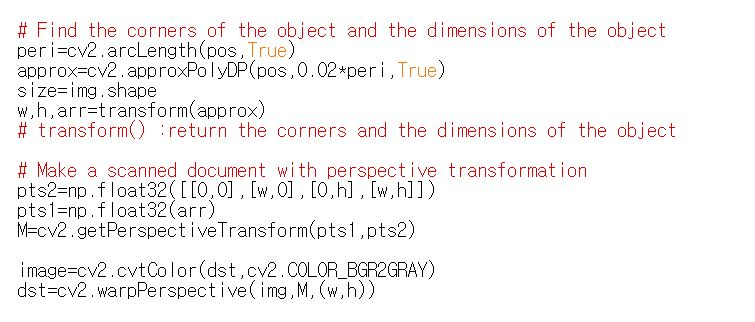 # Find the corners of the object and the dimensions of the object
peri=cv2.arcLength(pos,True)
approx=cv2.approxPolyDP(pos,0.02*peri,True)
size=img.shape
w,h,arr=transform(approx)
# transform() :return the corners and the dimensions of the object
# Make a scanned document with perspective transformation
pts2=np.float32([[0,0],[w,0],[0,h],[w,h]])
pts1=np.float32(arr)
M=cv2.getPerspectiveTransform(pts1,pts2)
image=cv2.cvtColor(dst,cv2.COLOR_BGR2GRAY)
dst=cv2.warpPerspective(img,M,(w,h))